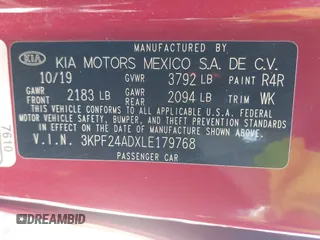 MANUFACTURED BY
KIA KIA MOTORS MEXICO S.A. DE C.V.
10/19 GVWR 3792 LB PAINT R4R
GAWR FRONT 2183 LB GAWR REAR 2094 LB TRIM WK
THIS VEHICLE CONFORMS TO ALL APPLICABLE U.S.A. FEDERAL
MOTOR VEHICLE SAFETY, BUMPER, AND THEFT PREVENTION
STANDARDS IN EFFECT ON THE DATE OF MANUFACTURE SHOWN ABOVE.
V.I.N. 3KPF24ADXLE179768
PASSENGER CAR
7610
DREAMBID